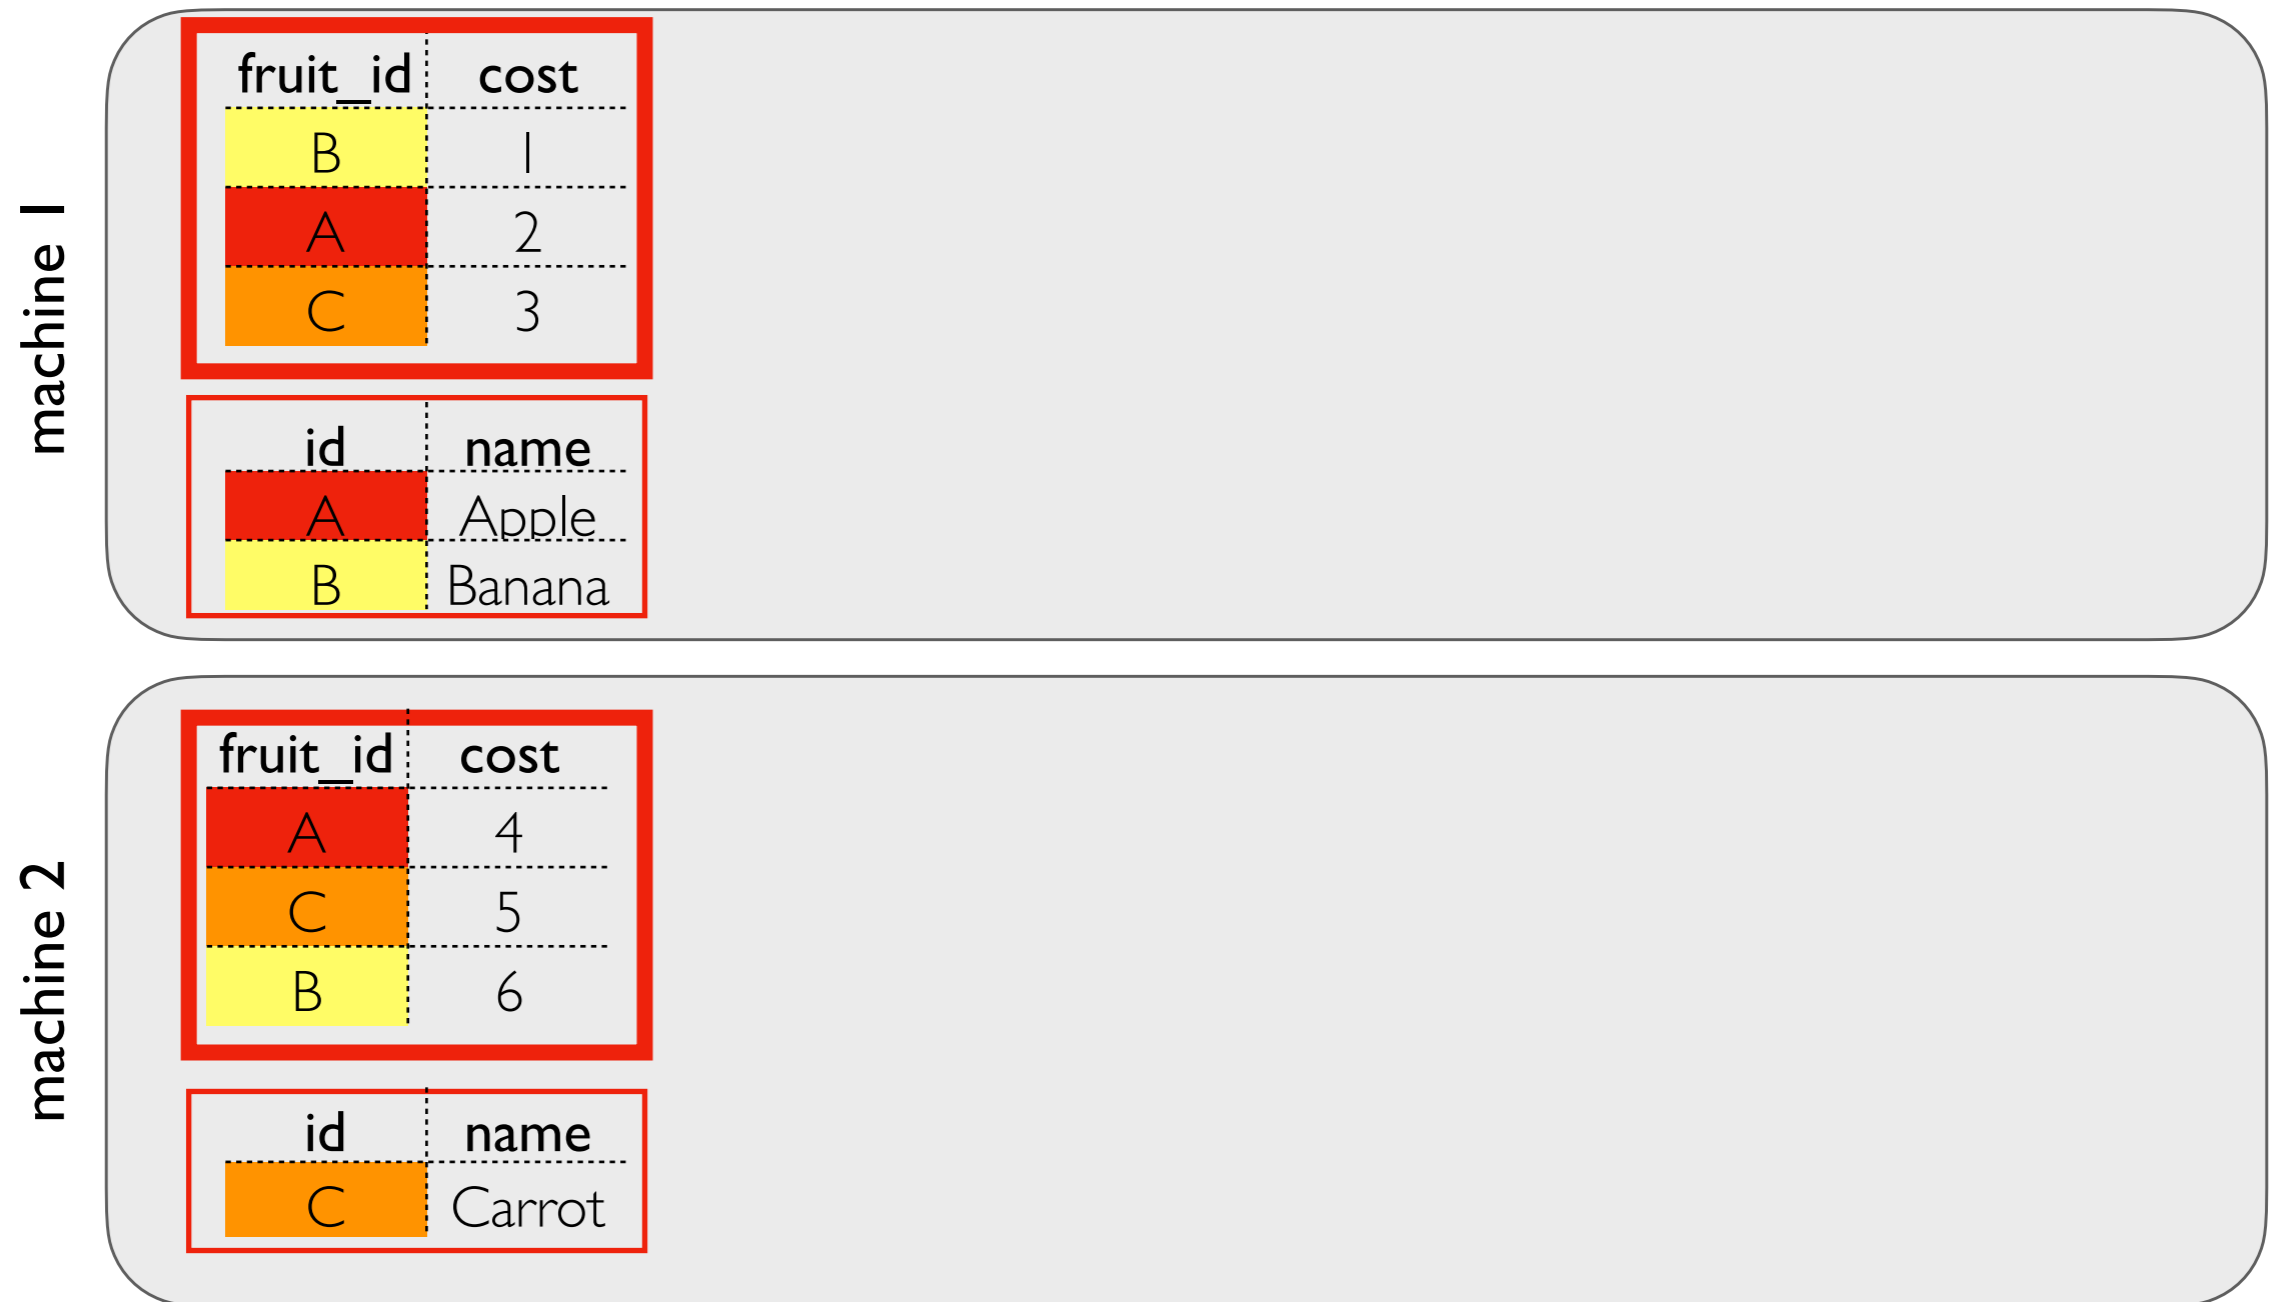 machine 1
fruit_id cost
B 1
A 2
C 3
id name
A Apple
B Banana
machine 2
fruit_id cost
A 4
C 5
B 6
id name
C Carrot